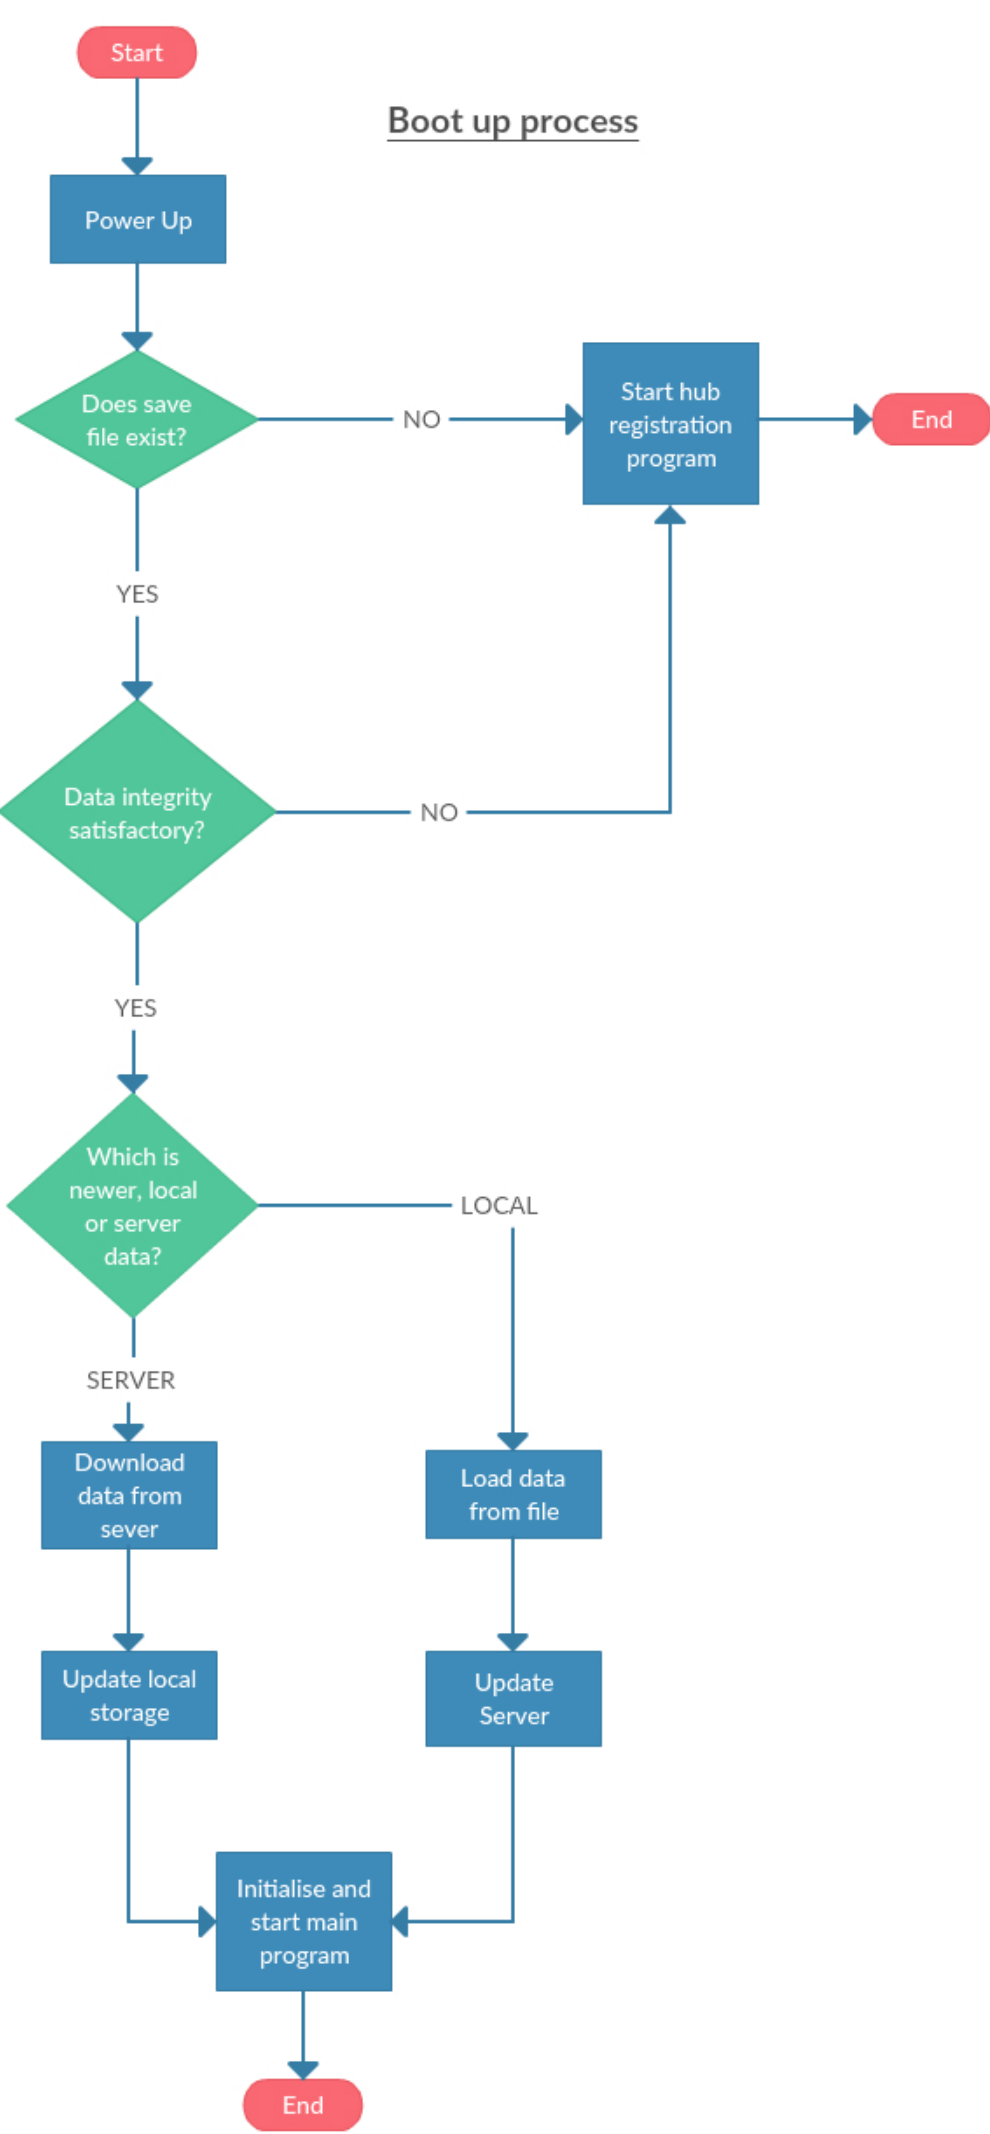 Start
Boot up process
Power Up
Does save
file exist?
NO
Start hub
registration
program
End
YES
Data integrity
satisfactory?
NO
YES
Which is
newer, local
or server
data?
LOCAL
SERVER
Download
data from
sever
Load data
from file
Update local
storage
Update
Server
Initialise and
start main
program
End